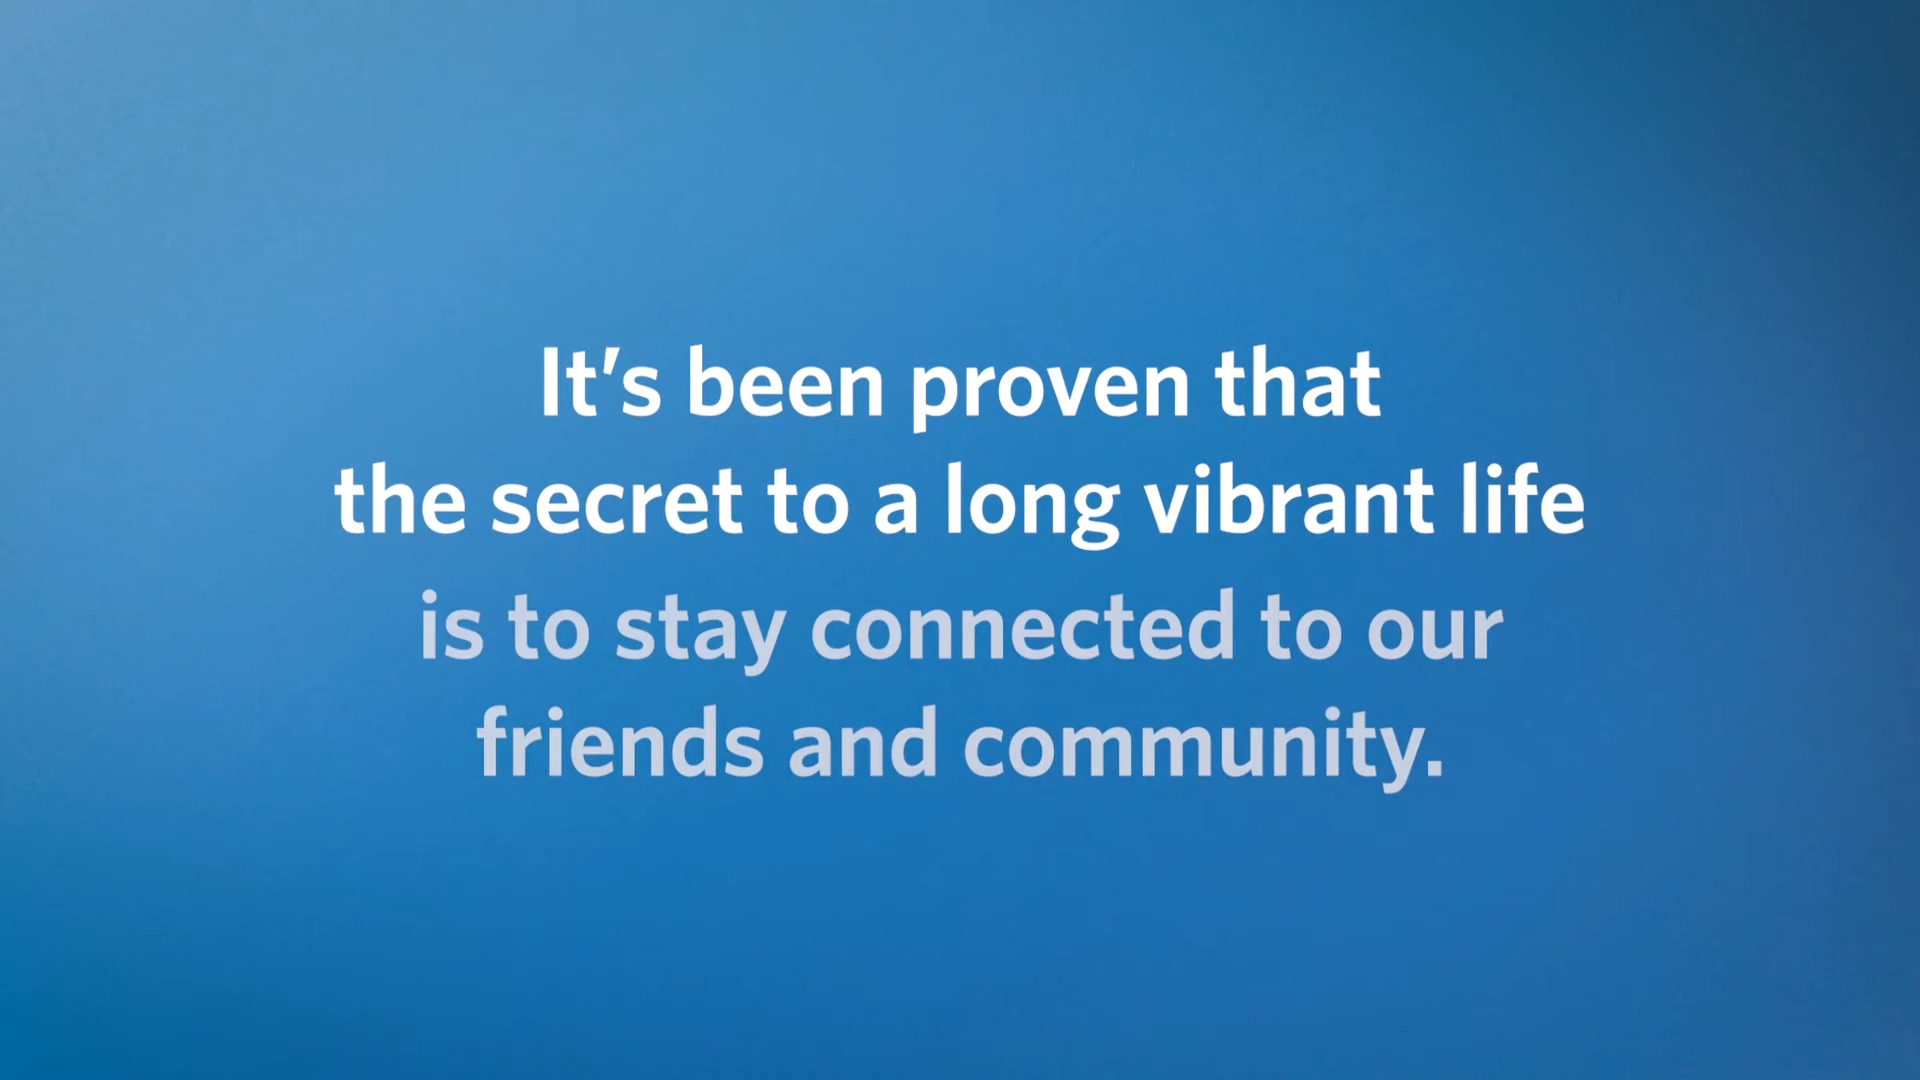 It’s been proven that
the secret to a long vibrant life
is to stay connected to our
friends and community.